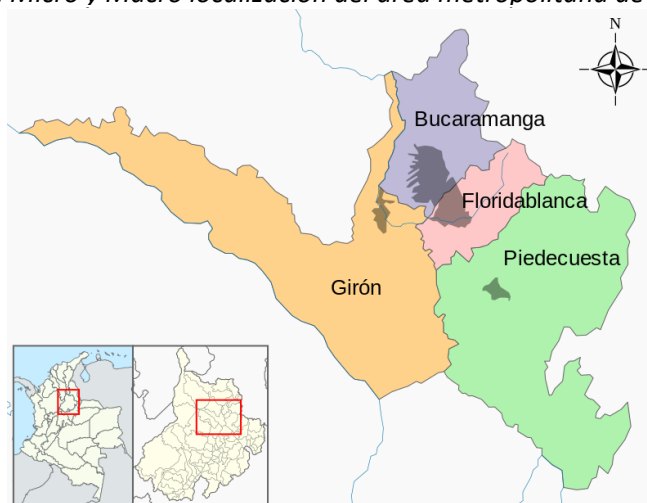 Micro y Macro localización del área metropolitana de
N
Bucaramanga
Floridablanca
Piedecuesta
Girón